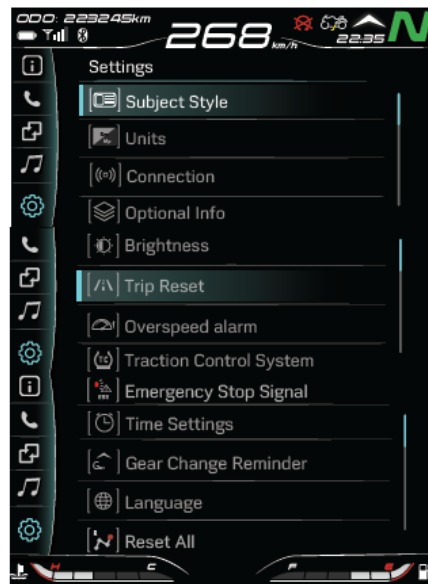 ODO: 223245km
268 km/h
22:35
N
Settings
Subject Style
Units
Connection
Optional Info
Brightness
Trip Reset
Overspeed alarm
TC
Traction Control System
Emergency Stop Signal
Time Settings
Gear Change Reminder
Language
Reset All
H C F E